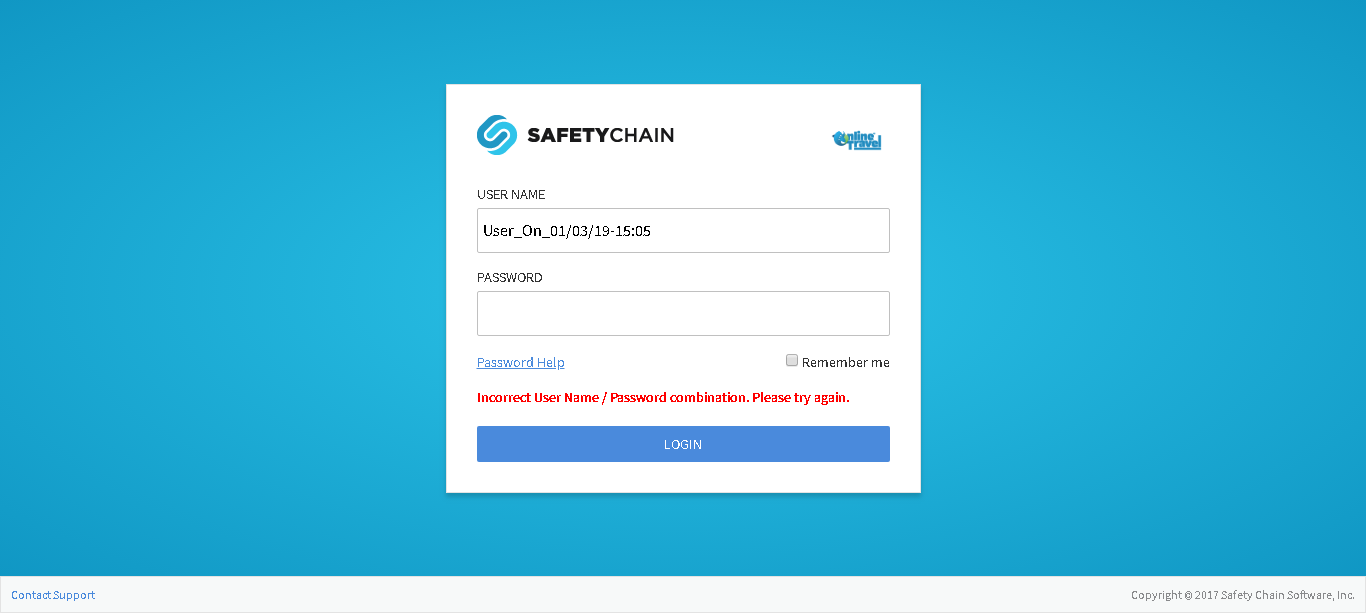 SAFETYCHAIN
Online
Travel
USER NAME
User_On_01/03/19-15:05
PASSWORD
Password Help
Remember me
Incorrect User Name / Password combination. Please try again.
LOGIN
Contact Support
Copyright © 2017 Safety Chain Software, Inc.